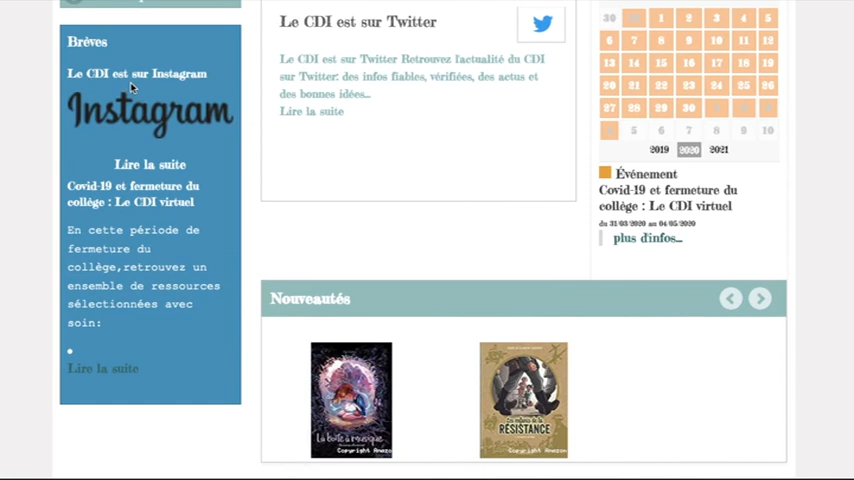 Brèves
Le CDI est sur Instagram
Instagram
Lire la suite
Covid-19 et fermeture du
collège : Le CDI virtuel
En cette période de
fermeture du
collège,retrouvez un
ensemble de ressources
sélectionnées avec
soin:
Lire la suite
Le CDI est sur Twitter
Le CDI est sur Twitter Retrouvez l'actualité du CDI
sur Twitter: des infos fiables, vérifiées, des actus et
des bonnes idées...
Lire la suite
30 1 2 3 4 5
6 7 8 9 10 11 12
13 14 15 16 17 18 19
20 21 22 23 24 25 26
27 28 29 30
5 6 7 8 9 10
2019 2020 2021
Événement
Covid-19 et fermeture du
collège : Le CDI virtuel
du 31/03/2020 au 04/05/2020
plus d'infos...
Nouveautés
La boîte à musique
Copyright Amazo
Les enfants de la
RÉSISTANCE
Copyright Amazo